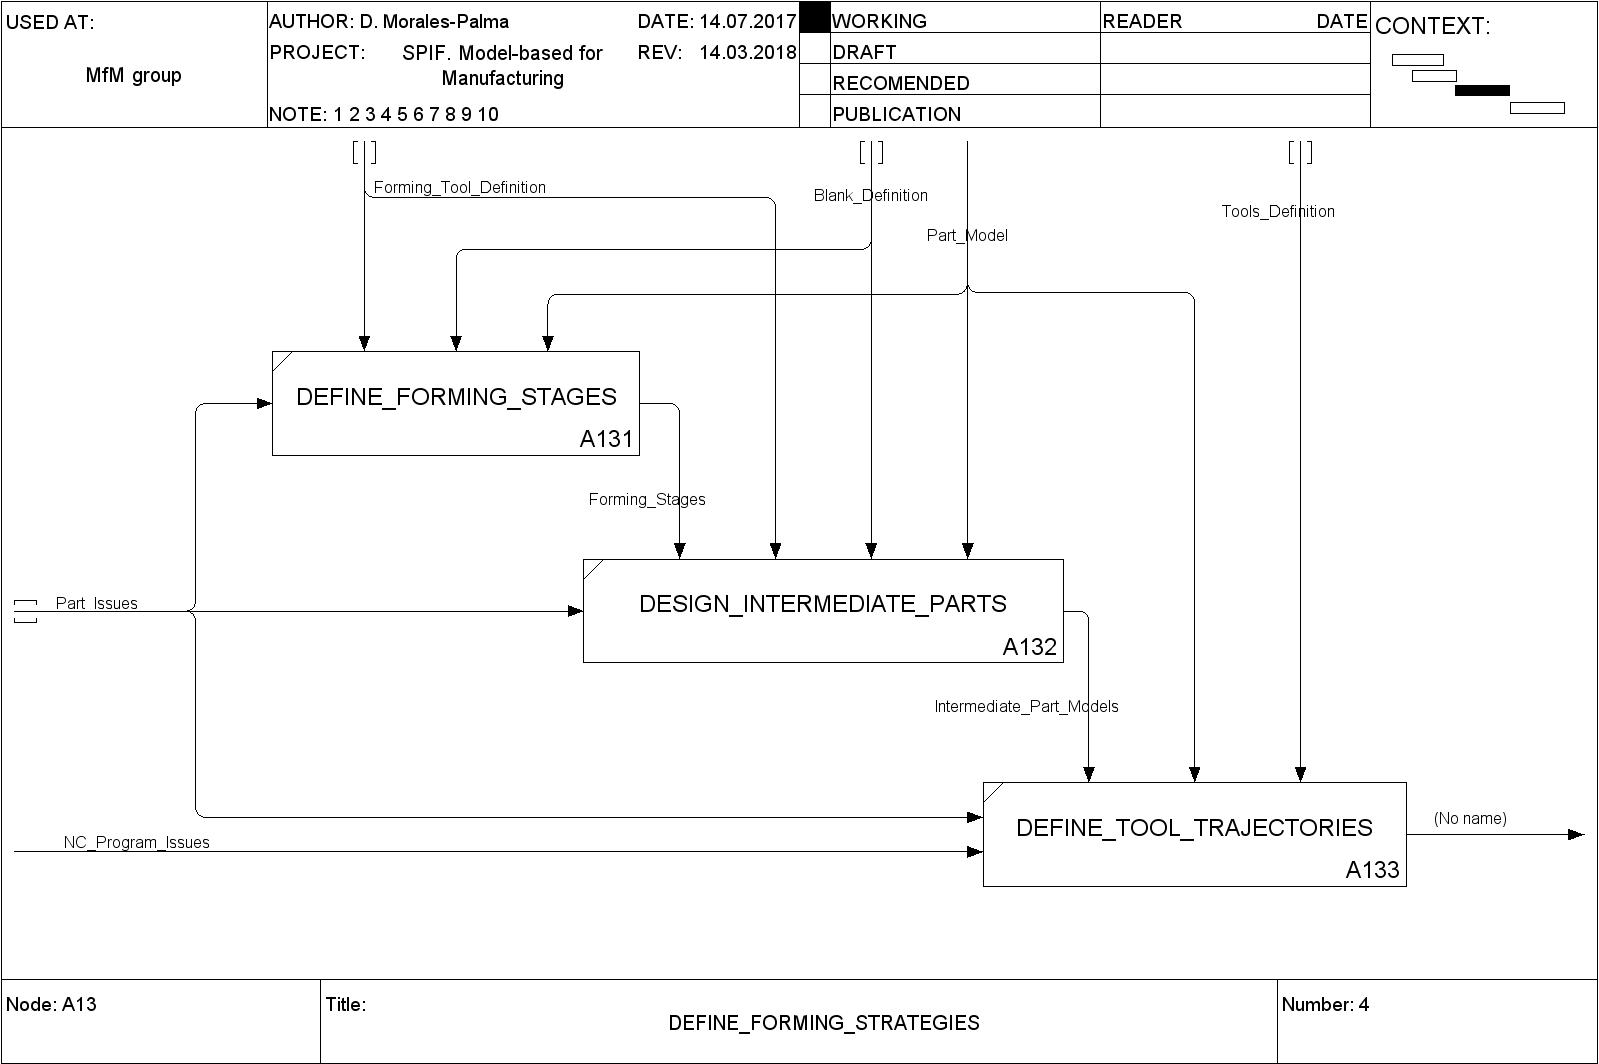 USED AT:
MfM group
AUTHOR: D. Morales-Palma
DATE: 14.07.2017
PROJECT: SPIF. Model-based for
Manufacturing
REV: 14.03.2018
NOTE: 1 2 3 4 5 6 7 8 9 10
WORKING
DRAFT
RECOMENDED
PUBLICATION
READER DATE
CONTEXT:
Forming_Tool_Definition
Blank_Definition
Part_Model
Tools_Definition
DEFINE_FORMING_STAGES
A131
Forming_Stages
Part_Issues
DESIGN_INTERMEDIATE_PARTS
A132
Intermediate_Part_Models
NC_Program_Issues
DEFINE_TOOL_TRAJECTORIES
A133
(No name)
Node: A13
Title:
DEFINE_FORMING_STRATEGIES
Number: 4